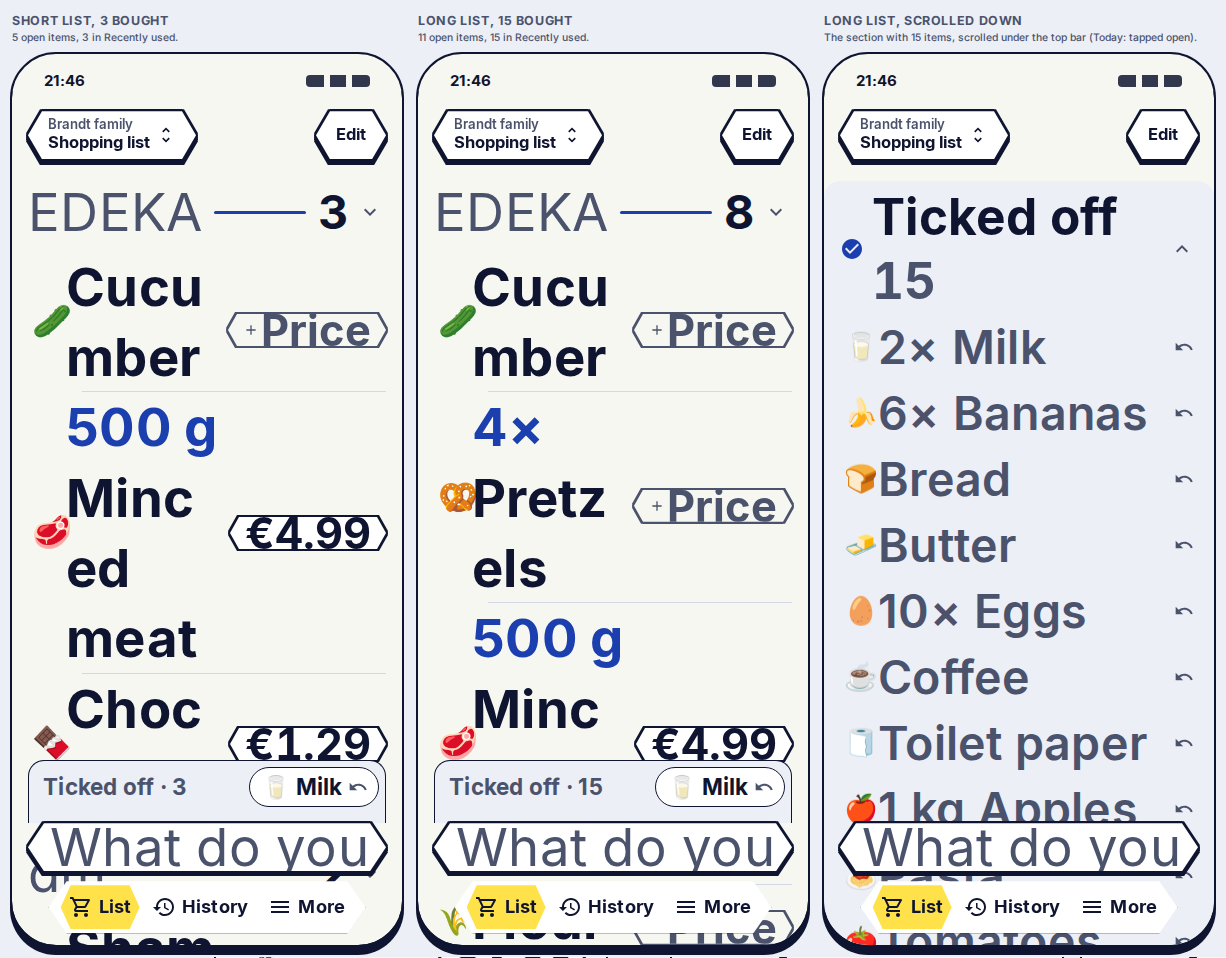 SHORT LIST, 3 BOUGHT
5 open items, 3 in Recently used.
21:46
Brandt family
Shopping list
Edit
EDEKA 3
Cucu
mber
+ Price
500 g
Minc
ed
meat
€4.99
Choc
€1.29
Ticked off · 3
Milk
What do you
List
History
More
LONG LIST, 15 BOUGHT
11 open items, 15 in Recently used.
21:46
Brandt family
Shopping list
Edit
EDEKA 8
Cucu
mber
+ Price
4×
Pretz
els
+ Price
500 g
Minc
€4.99
Ticked off · 15
Milk
What do you
Price
List
History
More
LONG LIST, SCROLLED DOWN
The section with 15 items, scrolled under the top bar (Today: tapped open).
21:46
Brandt family
Shopping list
Edit
Ticked off
15
2× Milk
6× Bananas
Bread
Butter
10× Eggs
Coffee
Toilet paper
1 kg Apples
What do you
Pasta
List
History
More
Tomatoes